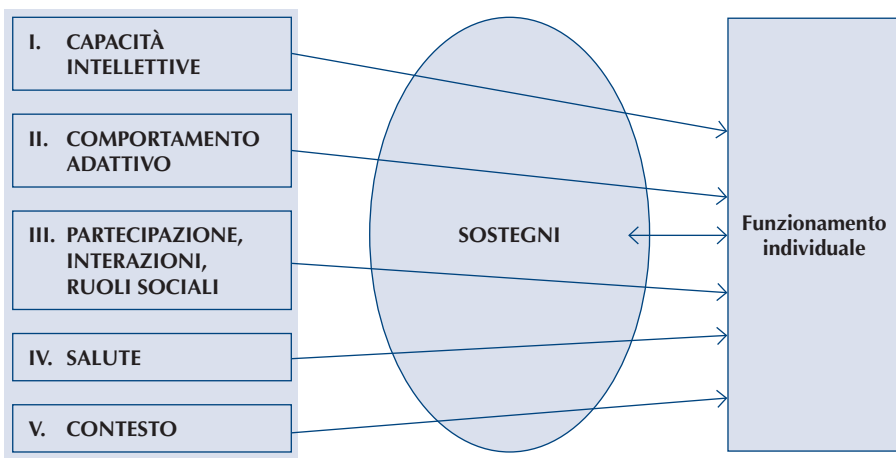 I. CAPACITÀ
INTELLETTIVE
II. COMPORTAMENTO
ADATTIVO
III. PARTECIPAZIONE,
INTERAZIONI,
RUOLI SOCIALI
IV. SALUTE
V. CONTESTO
SOSTEGNI
Funzionamento
individuale